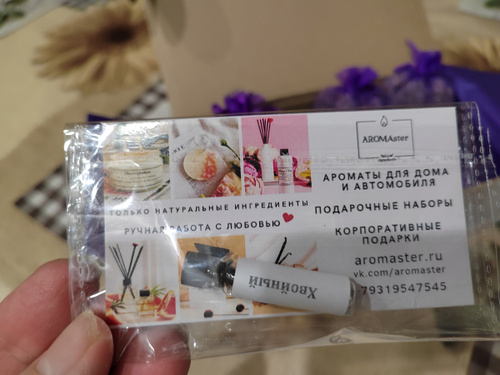 AROMAster
АРОМАТЫ ДЛЯ ДОМА
И АВТОМОБИЛЯ
ТОЛЬКО НАТУРАЛЬНЫЕ ИНГРЕДИЕНТЫ
РУЧНАЯ РАБОТА С ЛЮБОВЬЮ
ПОДАРОЧНЫЕ НАБОРЫ
КОРПОРАТИВНЫЕ
ПОДАРКИ
aromaster.ru
vk.com/aromaster
79319547545
Хвойный